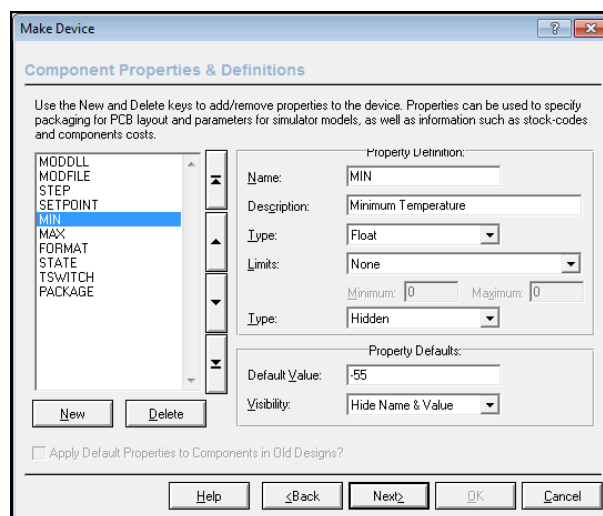 Make Device
Component Properties & Definitions
Use the New and Delete keys to add/remove properties to the device. Properties can be used to specify
packaging for PCB layout and parameters for simulator models, as well as information such as stock-codes
and components costs.
MODDLL
MODFILE
STEP
SETPOINT
MIN
MAX
FORMAT
STATE
TSWITCH
PACKAGE
New Delete
Property Definition:
Name: MIN
Description: Minimum Temperature
Type: Float
Limits: None
Minimum: 0 Maximum: 0
Type: Hidden
Property Defaults:
Default Value: -55
Visibility: Hide Name & Value
Apply Default Properties to Components in Old Designs?
Help <Back Next> OK Cancel